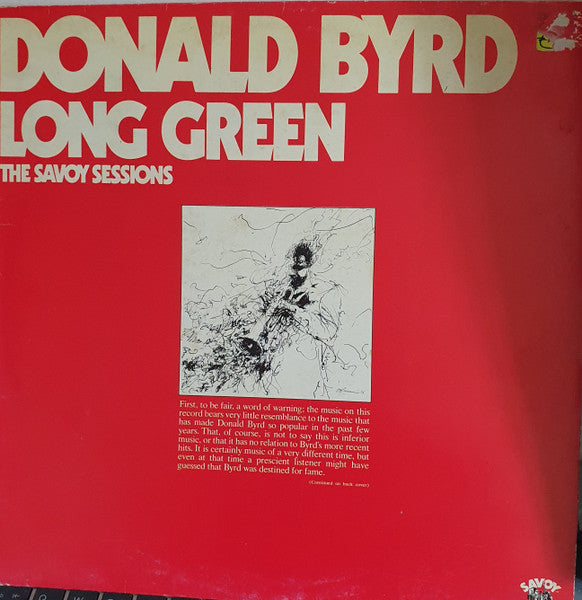 DONALD BYRD
LONG GREEN
THE SAVOY SESSIONS
First, to be fair, a word of warning: the music on this
record bears very little resemblance to the music that
has made Donald Byrd so popular in the past few
years. That, of course, is not to say this is inferior
music, or that it has no relation to Byrd's more recent
hits. It is certainly music of a very different time, but
even at that time a prescient listener might have
guessed that Byrd was destined for fame.
(Continued on back cover)
SAVOY